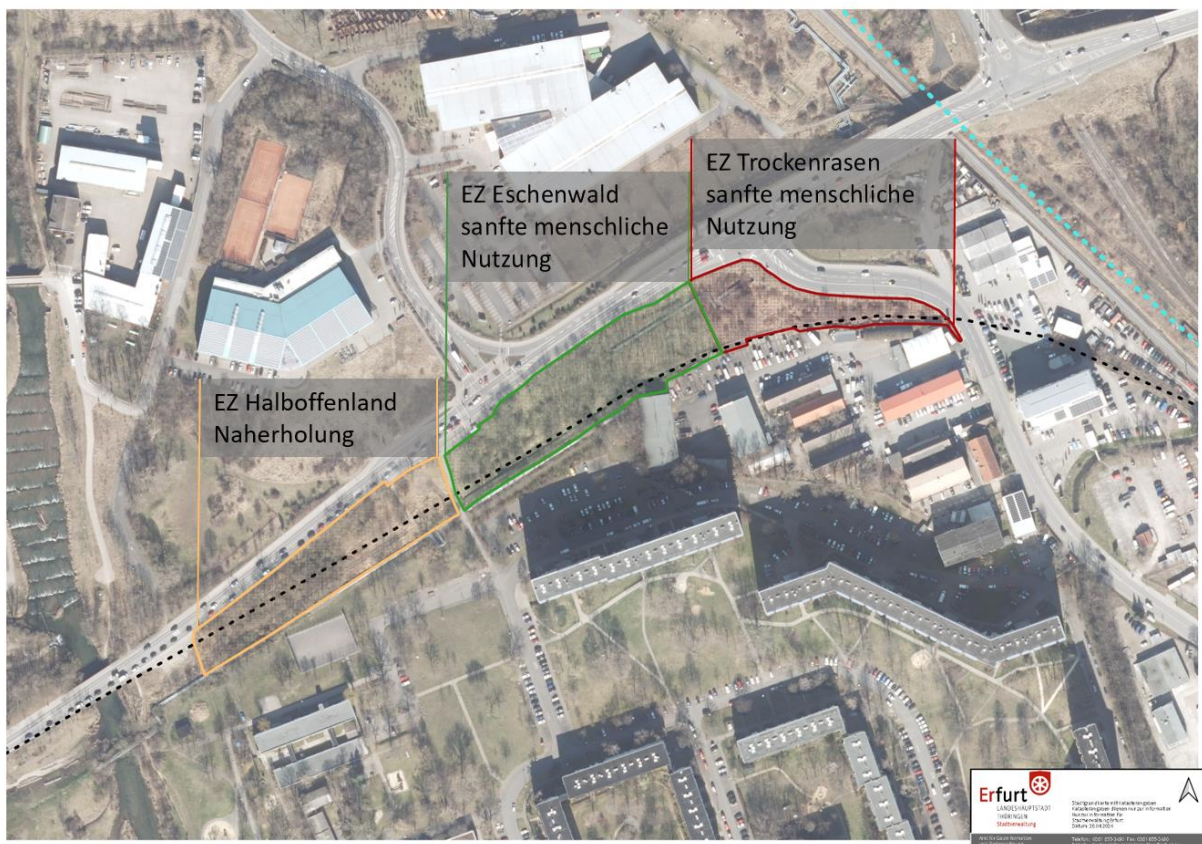 EZ Trockenrasen
sanfte menschliche
Nutzung
EZ Eschenwald
sanfte menschliche
Nutzung
EZ Halboffenland
Naherholung
Erfurt
LANDESHAUPTSTADT
THÜRINGEN
Stadtverwaltung